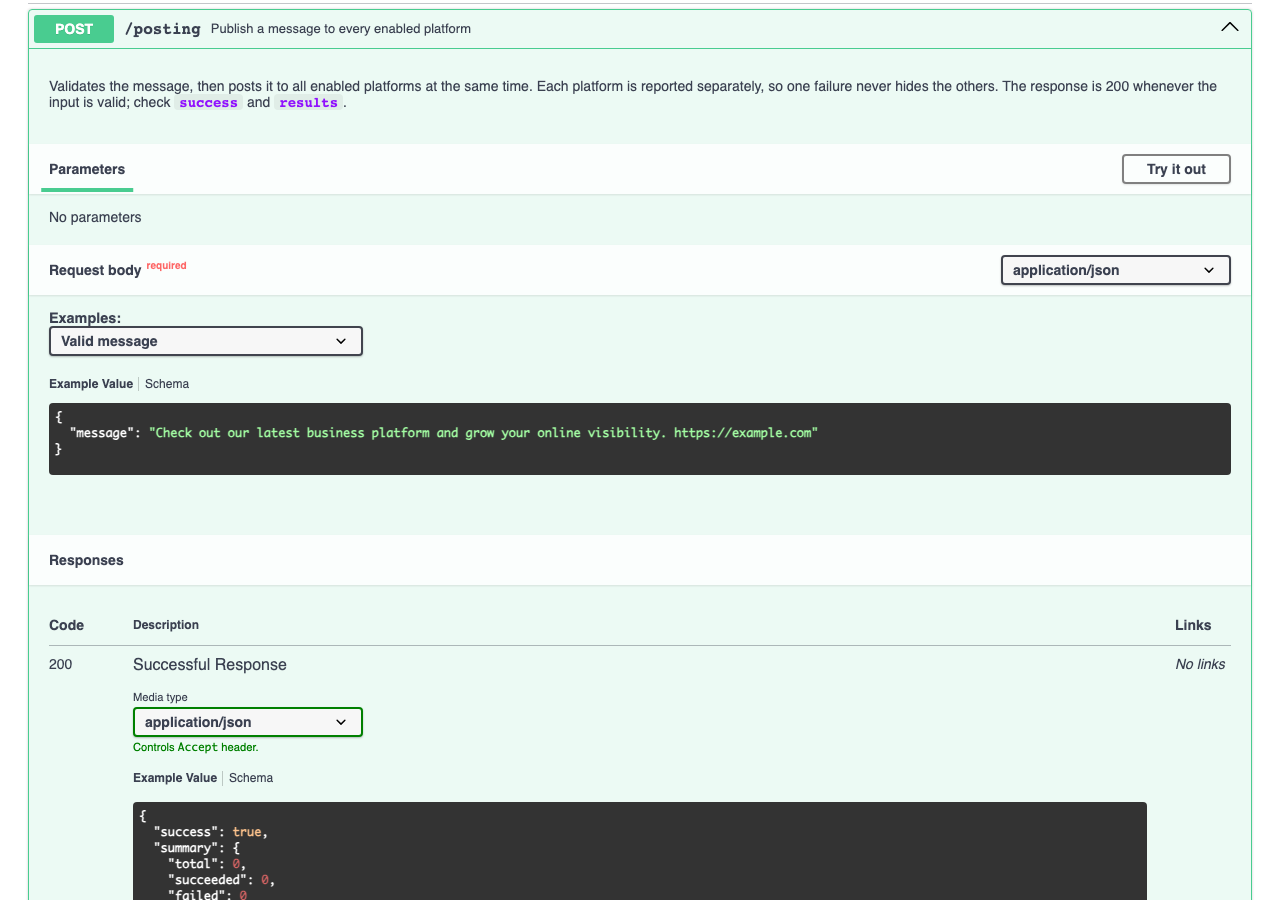 POST /posting Publish a message to every enabled platform
Validates the message, then posts it to all enabled platforms at the same time. Each platform is reported separately, so one failure never hides the others. The response is 200 whenever the
input is valid; check success and results.
Parameters
Try it out
No parameters
Request body required
application/json
Examples:
Valid message
Example Value | Schema
{
  "message": "Check out our latest business platform and grow your online visibility. https://example.com"
}
Responses
Code Description Links
200 Successful Response No links
Media type
application/json
Controls Accept header.
Example Value | Schema
{
  "success": true,
  "summary": {
    "total": 0,
    "succeeded": 0,
    "failed": 0